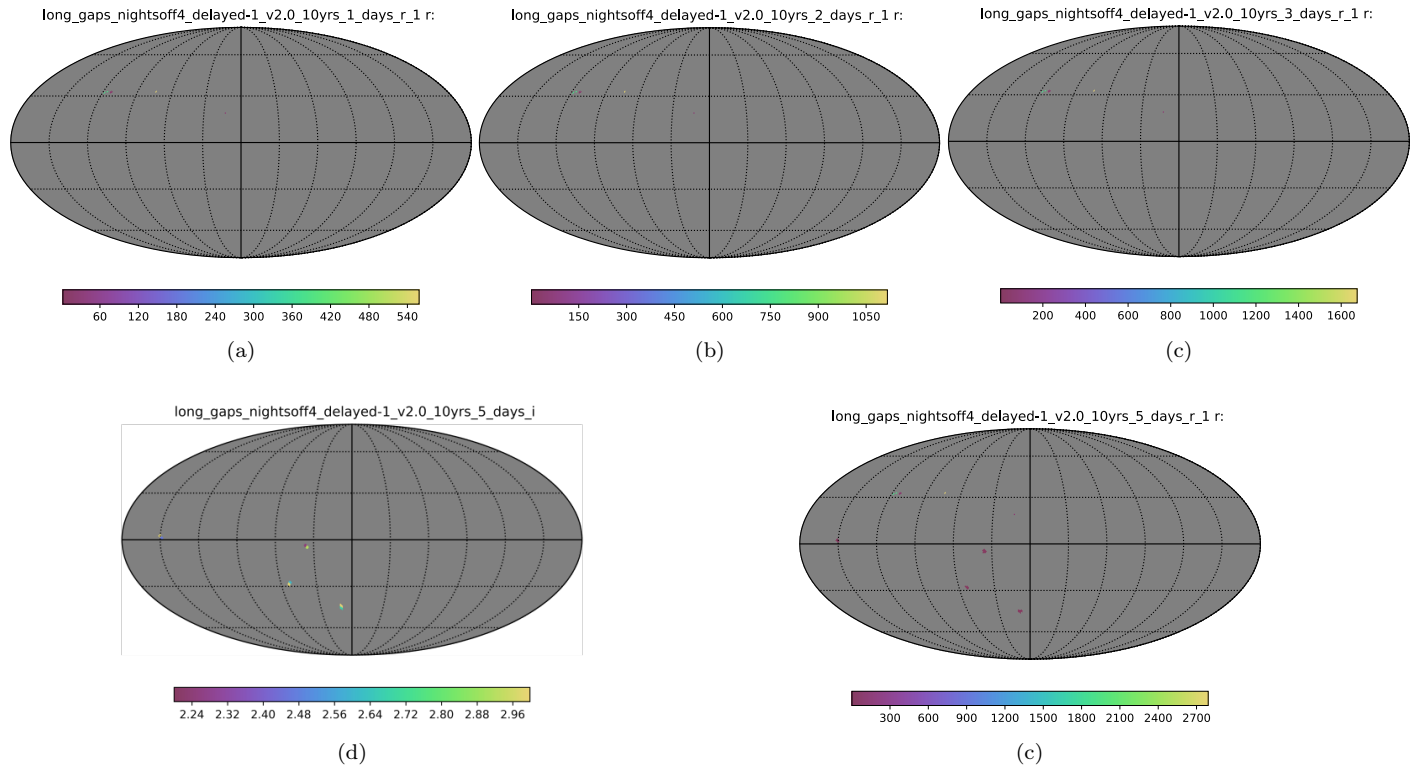 long_gaps_nightsoff4_delayed-1_v2.0_10yrs_1_days_r_1 r:
long_gaps_nightsoff4_delayed-1_v2.0_10yrs_2_days_r_1 r:
long_gaps_nightsoff4_delayed-1_v2.0_10yrs_3_days_r_1 r:
60 120 180 240 300 360 420 480 540
150 300 450 600 750 900 1050
200 400 600 800 1000 1200 1400 1600
(a)
(b)
(c)
long_gaps_nightsoff4_delayed-1_v2.0_10yrs_5_days_i
long_gaps_nightsoff4_delayed-1_v2.0_10yrs_5_days_r_1 r:
2.24 2.32 2.40 2.48 2.56 2.64 2.72 2.80 2.88 2.96
300 600 900 1200 1500 1800 2100 2400 2700
(d)
(c)